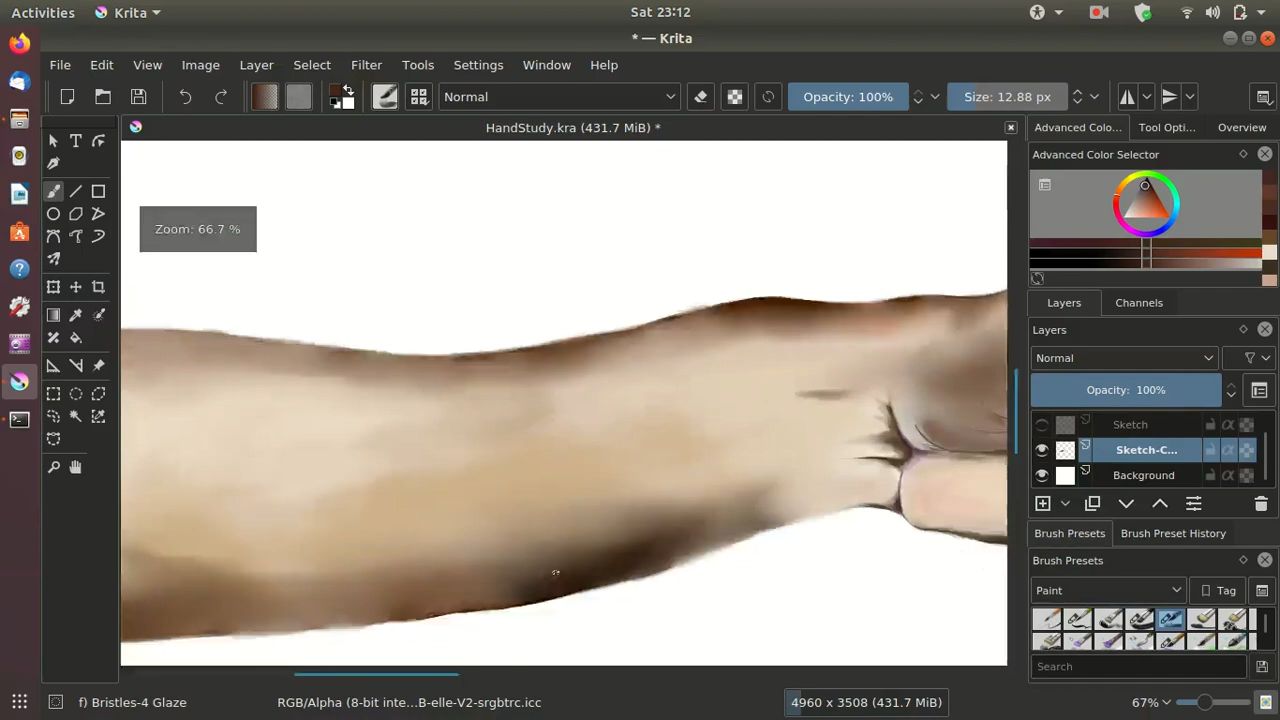 Activities Krita Sat 23:12
* — Krita
File Edit View Image Layer Select Filter Tools Settings Window Help
Normal Opacity: 100% Size: 12.88 px
HandStudy.kra (431.7 MiB) * Advanced Colo... Tool Opti... Overview
Advanced Color Selector
Zoom: 66.7 %
Layers Channels
Layers
Normal
Opacity: 100%
Sketch
Sketch-C...
Background
Brush Presets Brush Preset History
Brush Presets
Paint Tag
Search
f) Bristles-4 Glaze RGB/Alpha (8-bit inte...B-elle-V2-srgbtrc.icc 4960 x 3508 (431.7 MiB) 67%